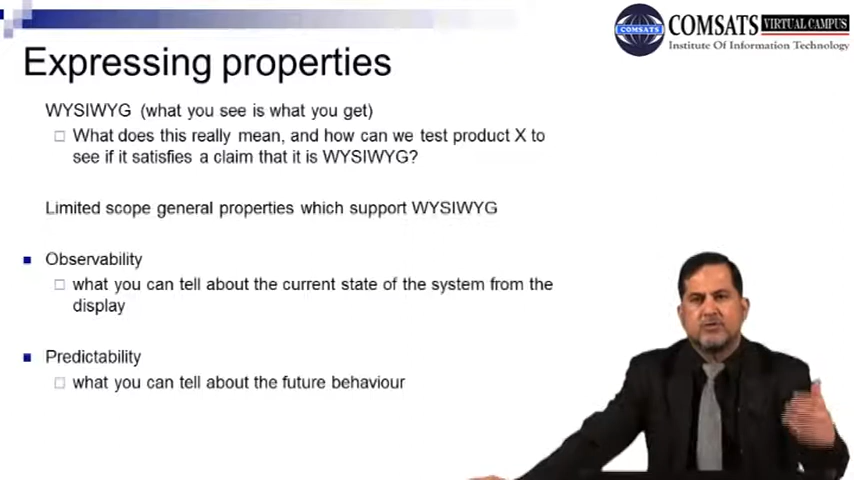 COMSATS
COMSATS VIRTUAL CAMPUS
Institute Of Information Technology
Expressing properties
WYSIWYG (what you see is what you get)
What does this really mean, and how can we test product X to
see if it satisfies a claim that it is WYSIWYG?
Limited scope general properties which support WYSIWYG
Observability
what you can tell about the current state of the system from the
display
Predictability
what you can tell about the future behaviour